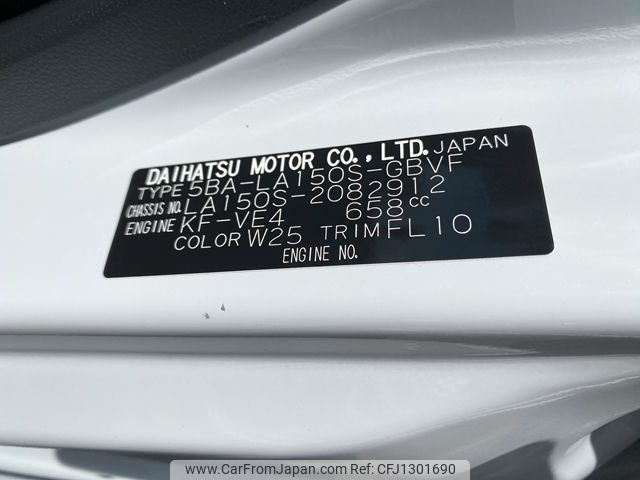 DAIHATSU MOTOR CO., LTD. JAPAN
TYPE 5BA-LA150S-GBVF
CHASSIS NO. LA150S-2082912
ENGINE KF-VE4 658cc
COLOR W25 TRIM FL10
ENGINE NO.
www.CarFromJapan.com © CarFromJapan CFJ1301690